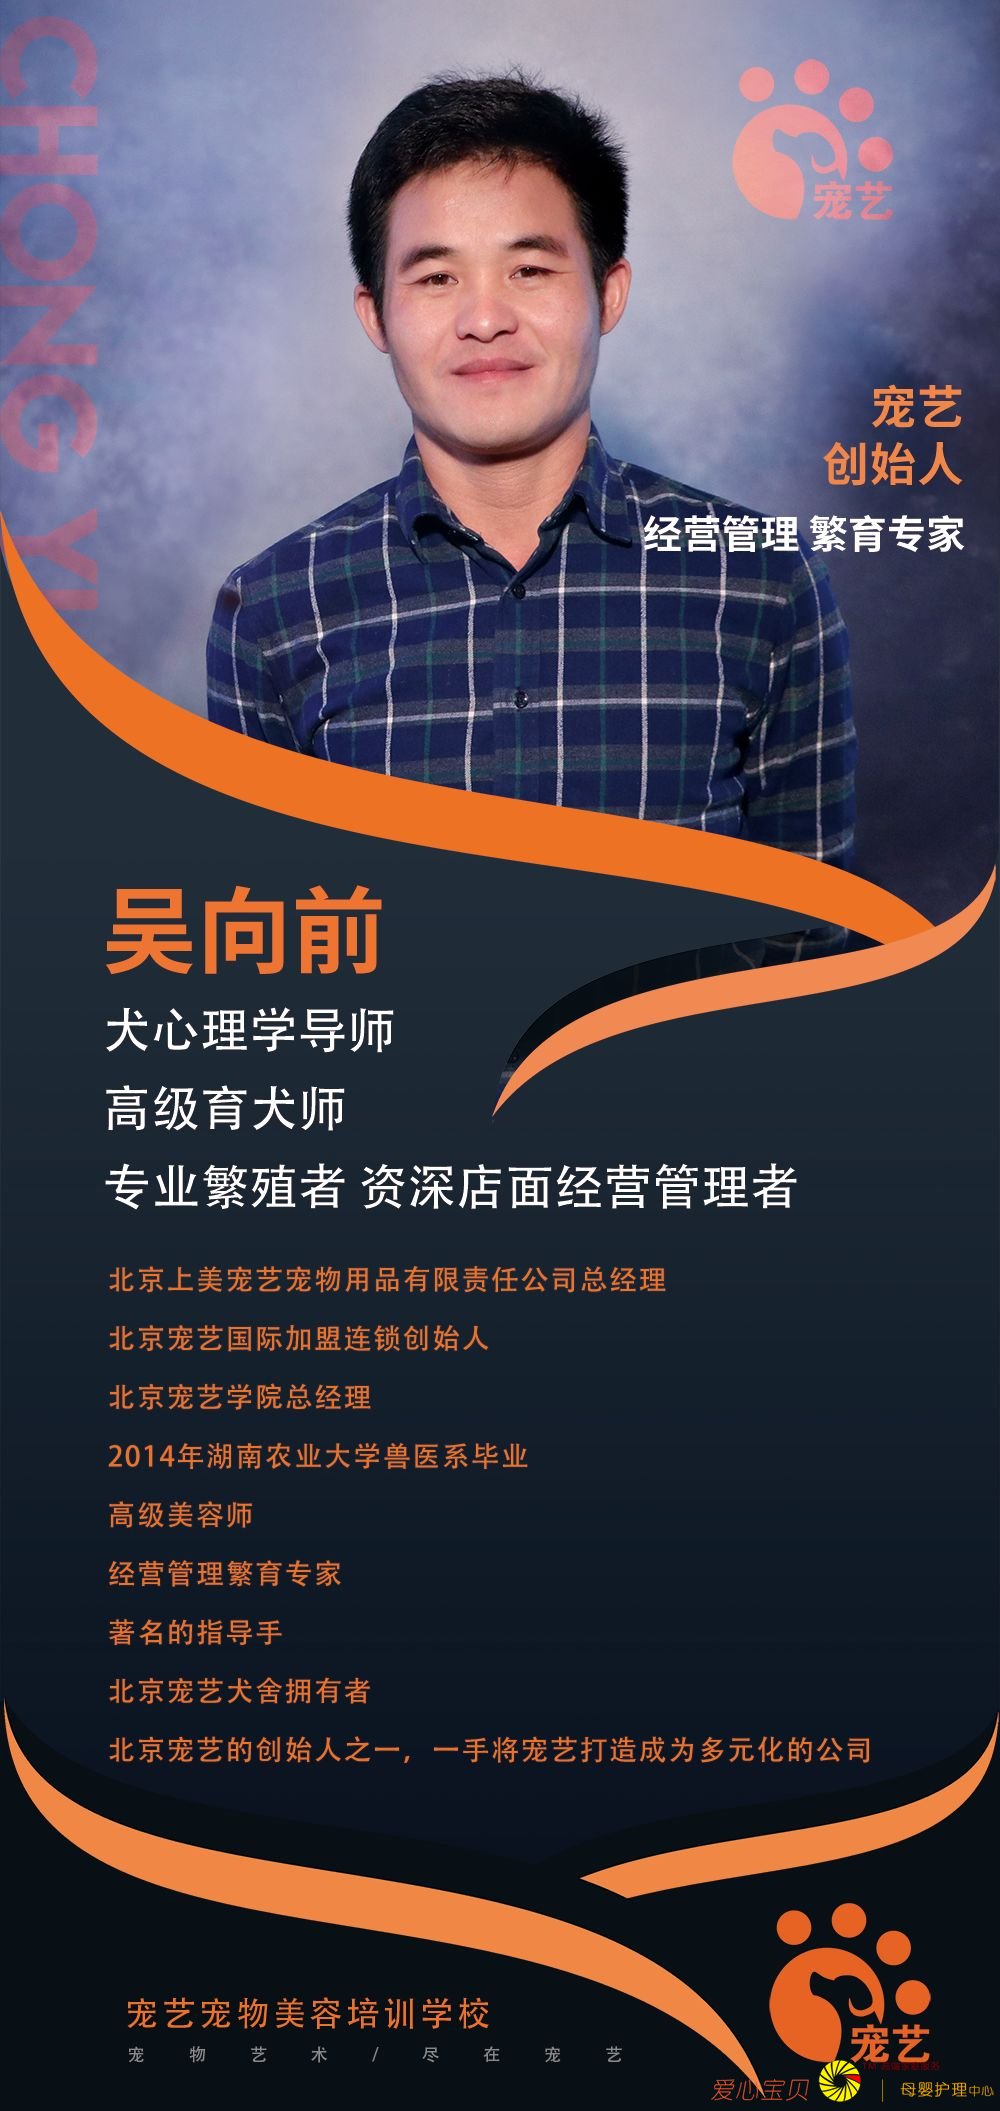 CHONG YI
宠艺
宠艺
创始人
经营管理 繁育专家
吴向前
犬心理学导师
高级育犬师
专业繁殖者 资深店面经营管理者
北京上美宠艺宠物用品有限责任公司总经理
北京宠艺国际加盟连锁创始人
北京宠艺学院总经理
2014年湖南农业大学兽医系毕业
高级美容师
经营管理繁育专家
著名的指导手
北京宠艺犬舍拥有者
北京宠艺的创始人之一，一手将宠艺打造成为多元化的公司
宠艺
宠艺宠物美容培训学校
宠物艺术/尽在宠艺
爱心宝贝 | 母婴护理中心